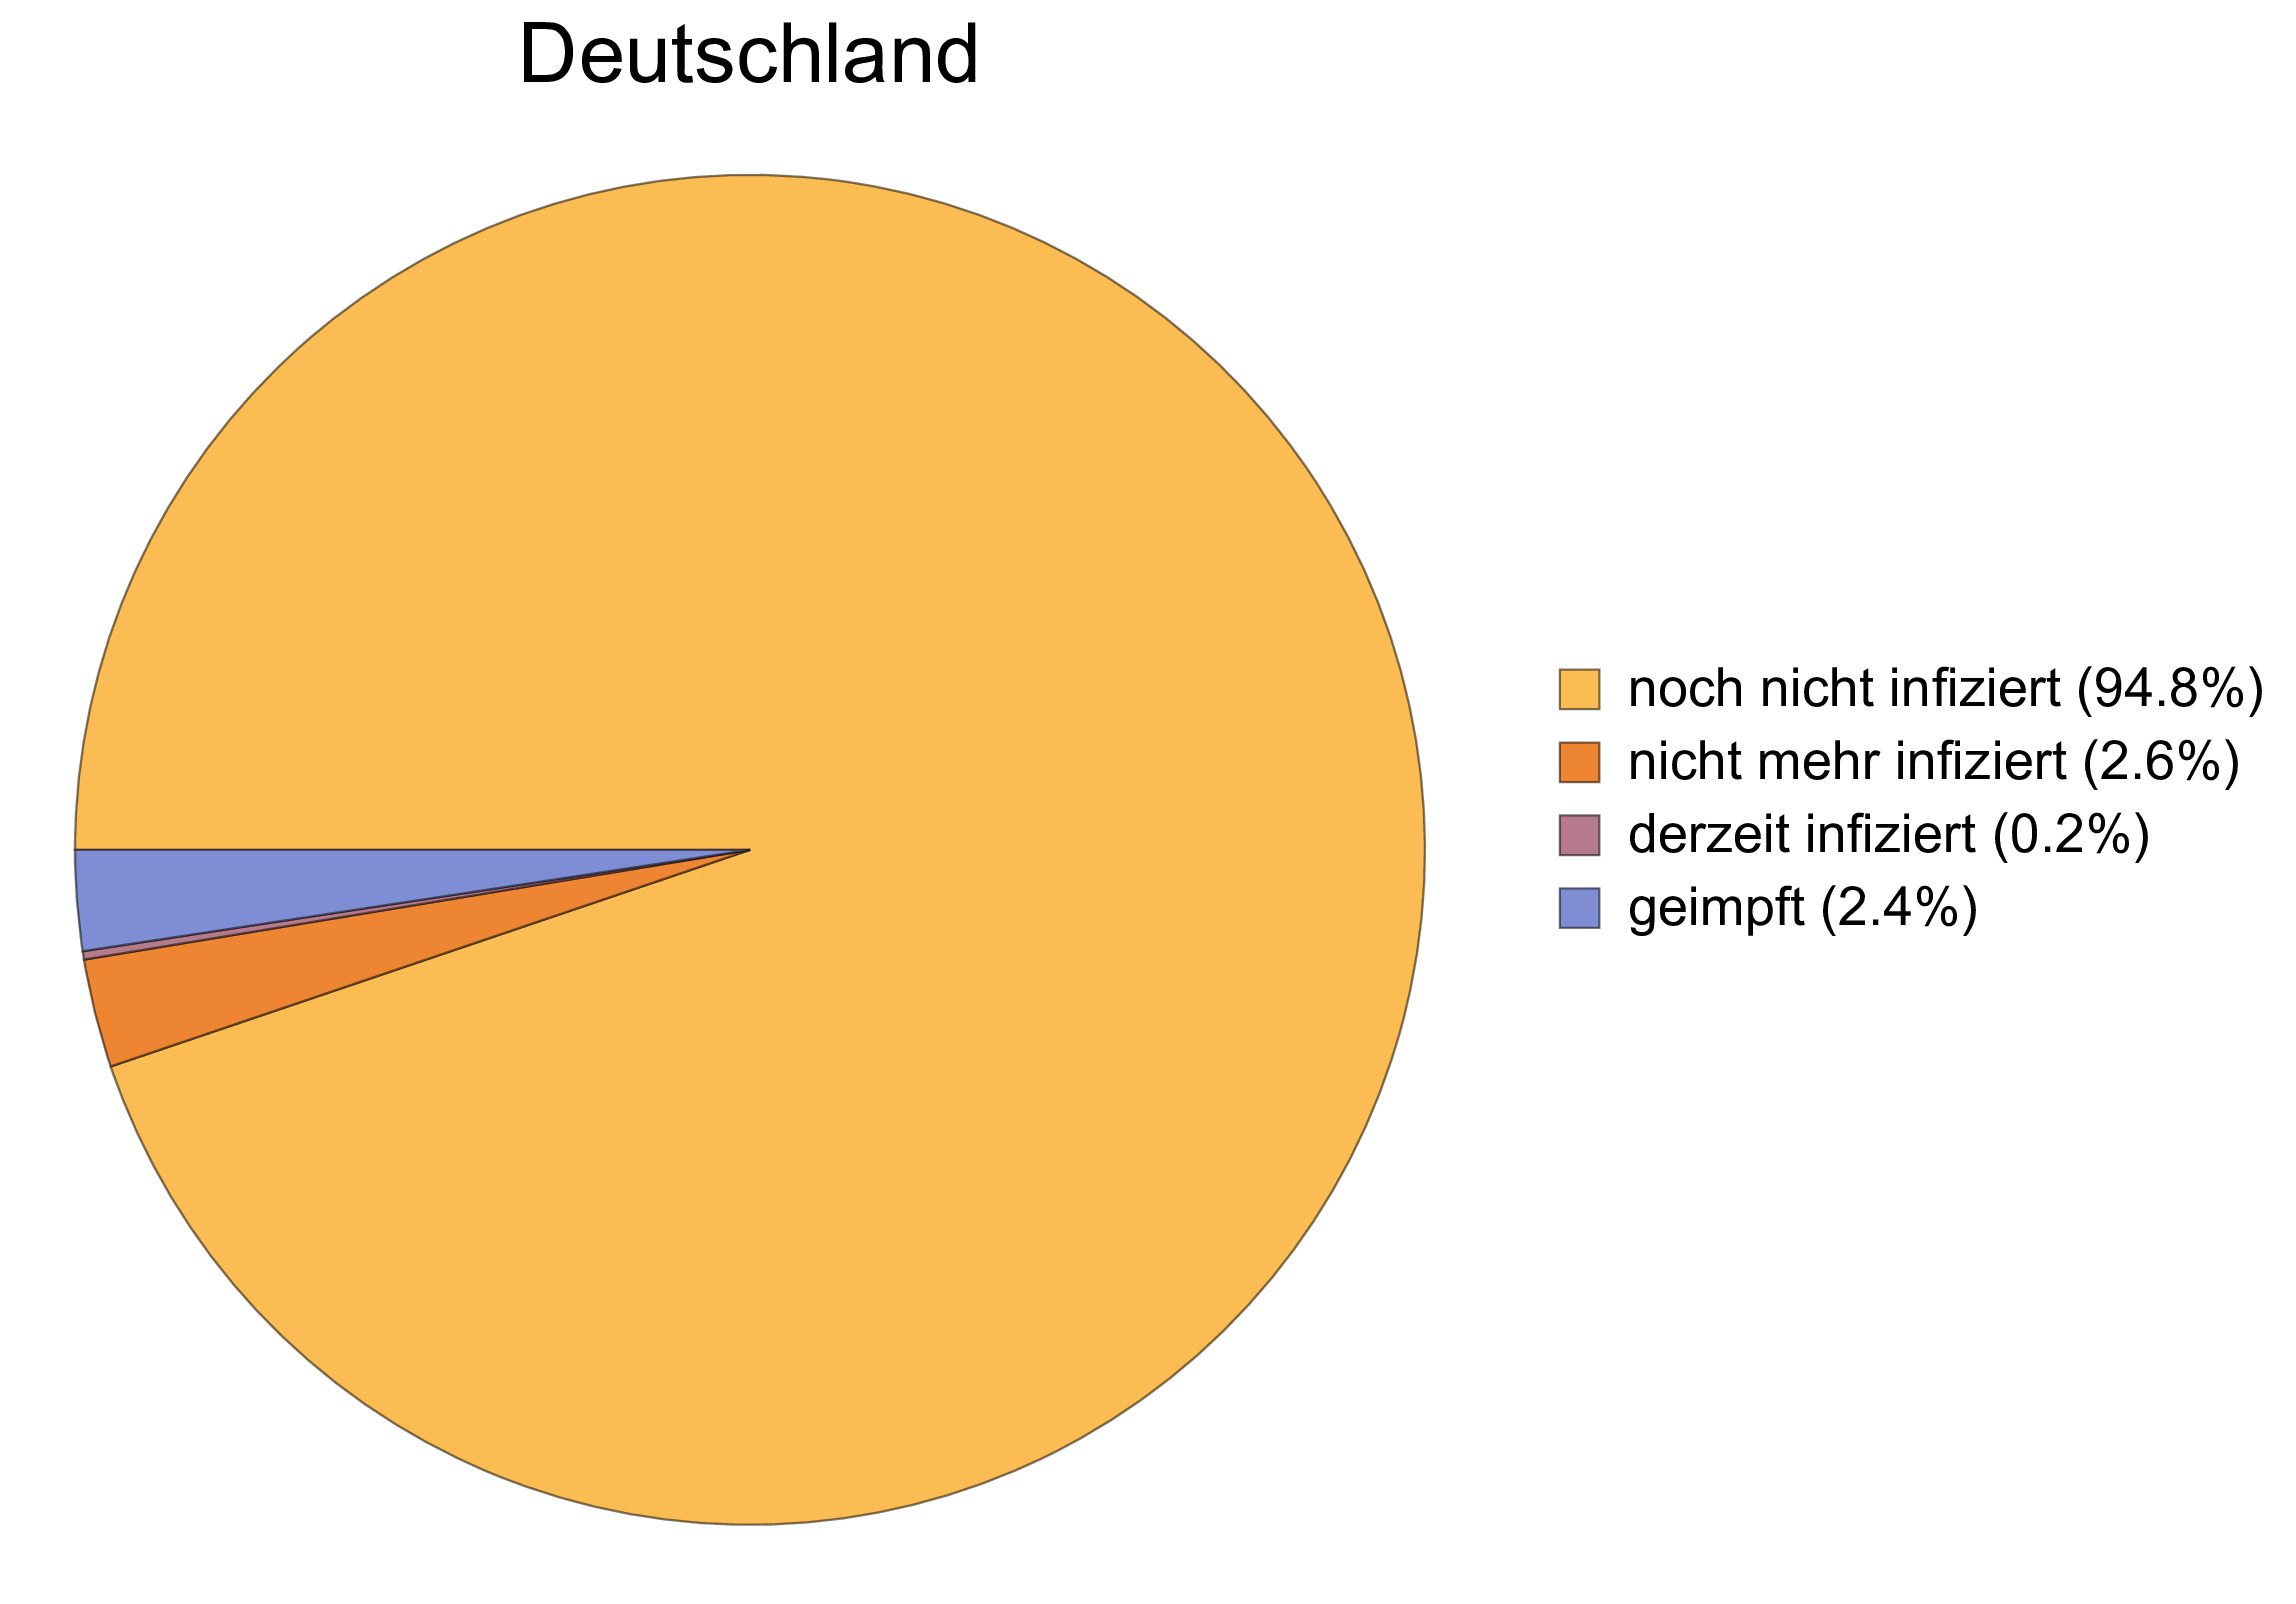 Deutschland
noch nicht infiziert (94.8%)
nicht mehr infiziert (2.6%)
derzeit infiziert (0.2%)
geimpft (2.4%)